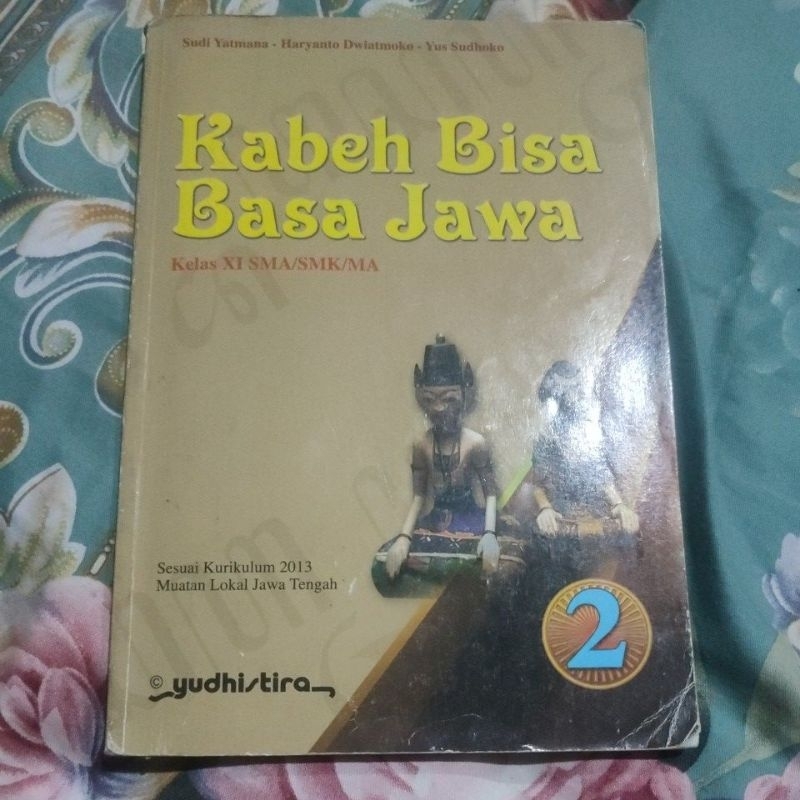 Sudi Yatmana - Haryanto Dwiatmoko - Yus Sudhoko
Kabeh Bisa
Basa Jawa
Kelas XI SMA/SMK/MA
Sesuai Kurikulum 2013
Muatan Lokal Jawa Tengah
2
© yudhistira